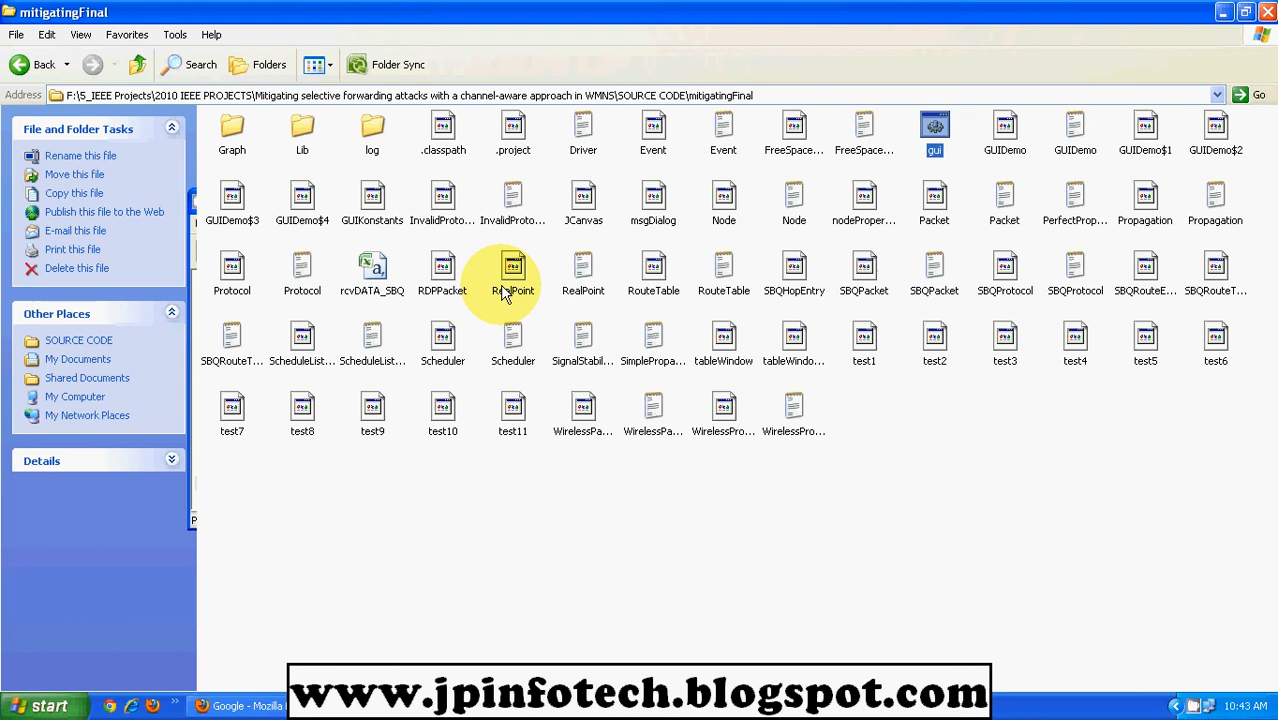 mitigatingFinal
File Edit View Favorites Tools Help
Back Search Folders Folder Sync
Address F:\5_IEEE Projects\2010 IEEE PROJECTS\Mitigating selective forwarding attacks with a channel-aware approach in WMNS\SOURCE CODE\mitigatingFinal Go
File and Folder Tasks
Rename this file
Move this file
Copy this file
Publish this file to the Web
E-mail this file
Print this file
Delete this file
Other Places
SOURCE CODE
My Documents
Shared Documents
My Computer
My Network Places
Details
Graph Lib log .classpath .project Driver Event Event FreeSpace... FreeSpace... gui GUIDemo GUIDemo GUIDemo$1 GUIDemo$2
GUIDemo$3 GUIDemo$4 GUIKonstants InvalidProto... InvalidProto... JCanvas msgDialog Node Node nodeProper... Packet Packet PerfectProp... Propagation Propagation
Protocol Protocol rcvDATA_SBQ RDPPacket RealPoint RealPoint RouteTable RouteTable SBQHopEntry SBQPacket SBQPacket SBQProtocol SBQProtocol SBQRouteE... SBQRouteT...
SBQRouteT... ScheduleList... ScheduleList... Scheduler Scheduler SignalStabil... SimplePropa... tableWindow tableWindo... test1 test2 test3 test4 test5 test6
test7 test8 test9 test10 test11 WirelessPa... WirelessPa... WirelessPro... WirelessPro...
start Google - Mozilla 10:43 AM
www.jpinfotech.blogspot.com